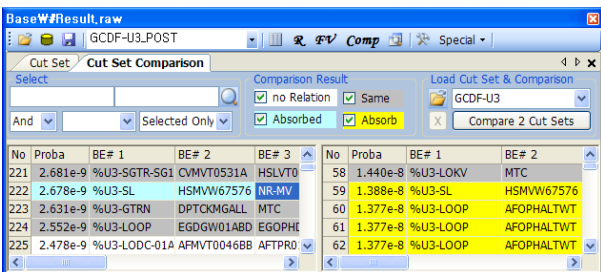 Base₩#Result.raw
GCDF-U3_POST R FV Comp Special
Cut Set Cut Set Comparison
Select Comparison Result Load Cut Set & Comparison
no Relation Same GCDF-U3
And Selected Only Absorbed Absorb X Compare 2 Cut Sets
No Proba BE# 1 BE# 2 BE# 3 No Proba BE# 1 BE# 2
221 2.681e-9 %U3-SGTR-SG1 CVMVT0531A HSLVT0 58 1.440e-8 %U3-LOKV MTC
222 2.678e-9 %U3-SL HSMVW67576 NR-MV 59 1.388e-8 %U3-SL HSMVW67576
223 2.631e-9 %U3-GTRN DPTCKMGALL MTC 60 1.377e-8 %U3-LOOP AFOPHALTWT
224 2.552e-9 %U3-LOOP EGDGW01ABD EGOPHD 61 1.377e-8 %U3-LOOP AFOPHALTWT
225 2.478e-9 %U3-LODC-01A AFMVT0046BB AFTPR0 62 1.377e-8 %U3-LOOP AFOPHALTWT